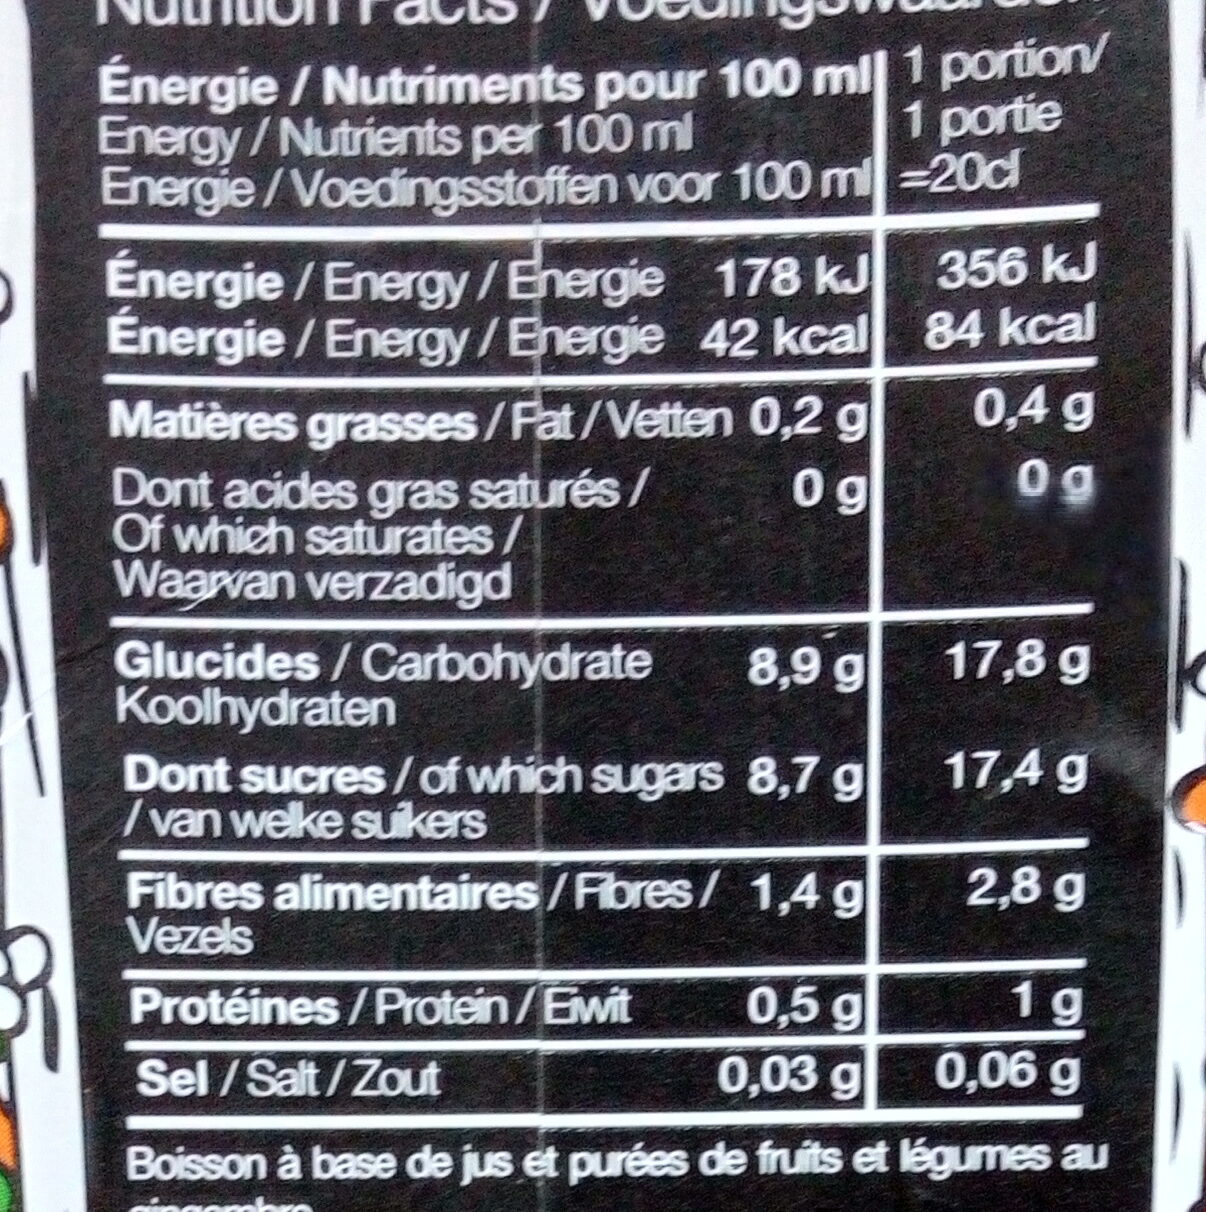 Nutrition Facts /
Énergie / Nutriments pour 100 ml 1 portion/
Energy / Nutrients per 100 ml 1 portie
Energie / Voedingsstoffen voor 100 ml =20cl
Énergie / Energy / Energie 178 kJ 356 kJ
Énergie / Energy / Energie 42 kcal 84 kcal
Matières grasses / Fat / Vetten 0,2 g 0,4 g
Dont acides gras saturés / 0 g 0 g
Of which saturates /
Waarvan verzadigd
Glucides / Carbohydrate 8,9 g 17,8 g
Koolhydraten
Dont sucres / of which sugars 8,7 g 17,4 g
/ van welke suikers
Fibres alimentaires / Fibres / 1,4 g 2,8 g
Vezels
Protéines / Protein / Eiwit 0,5 g 1 g
Sel / Salt / Zout 0,03 g 0,06 g
Boisson à base de jus et purées de fruits et légumes au